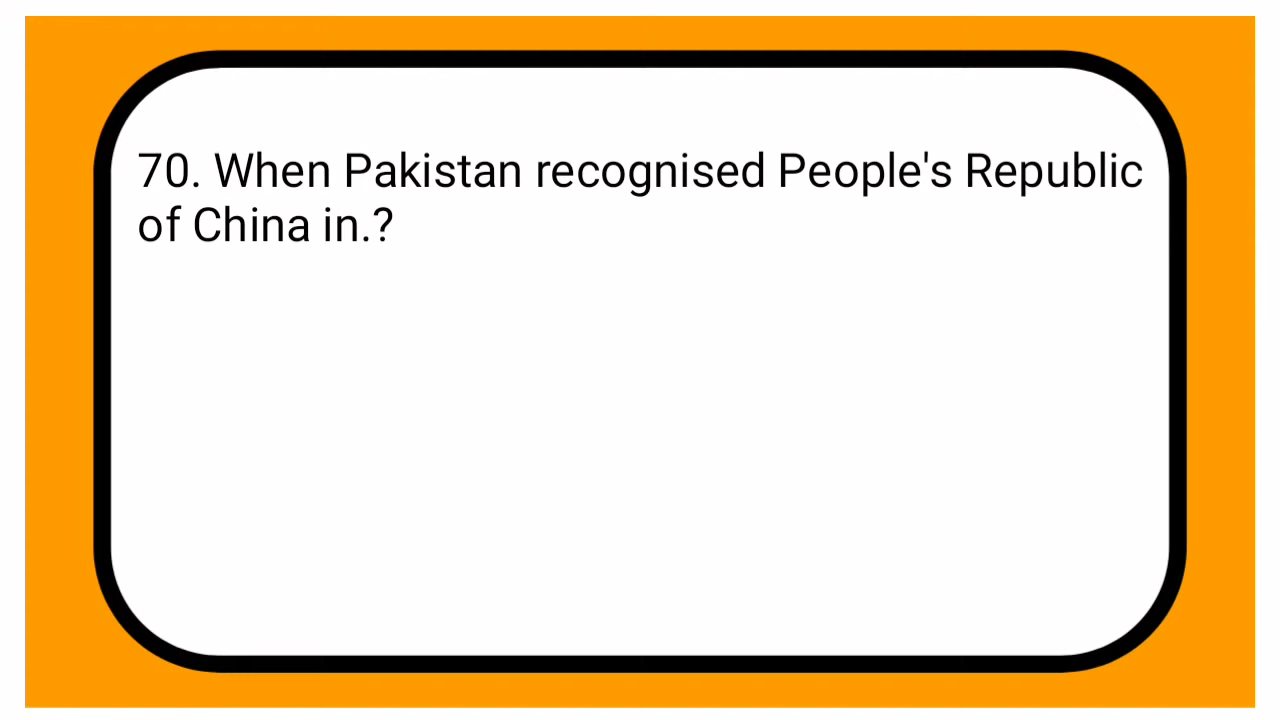 70. When Pakistan recognised People's Republic
of China in.?